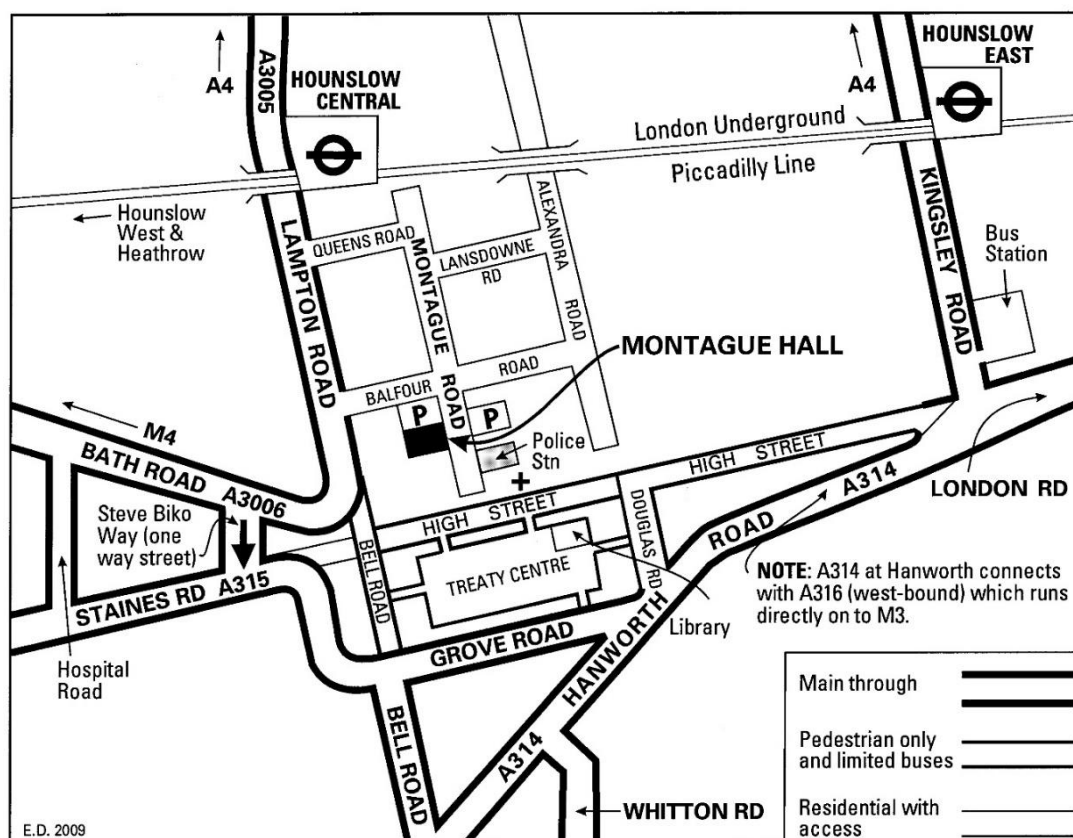 A4
A3005
HOUNSLOW
CENTRAL
A4
HOUNSLOW
EAST
London Underground
Piccadilly Line
Hounslow
West &
Heathrow
LAMPTON ROAD
QUEENS ROAD
MONTAGUE ROAD
LANSDOWNE
RD
ALEXANDRA ROAD
KINGSLEY ROAD
Bus
Station
MONTAGUE HALL
BALFOUR ROAD
P
P
Police
Stn
+
M4
BATH ROAD A3006
Steve Biko
Way (one
way street)
STAINES RD A315
Hospital
Road
HIGH STREET
HIGH STREET
BELL ROAD
TREATY CENTRE
DOUGLAS RD
Library
GROVE ROAD
HANWORTH ROAD
A314
A314
LONDON RD
NOTE: A314 at Hanworth connects
with A316 (west-bound) which runs
directly on to M3.
BELL ROAD
WHITTON RD
Main through
Pedestrian only
and limited buses
Residential with
access
E.D. 2009